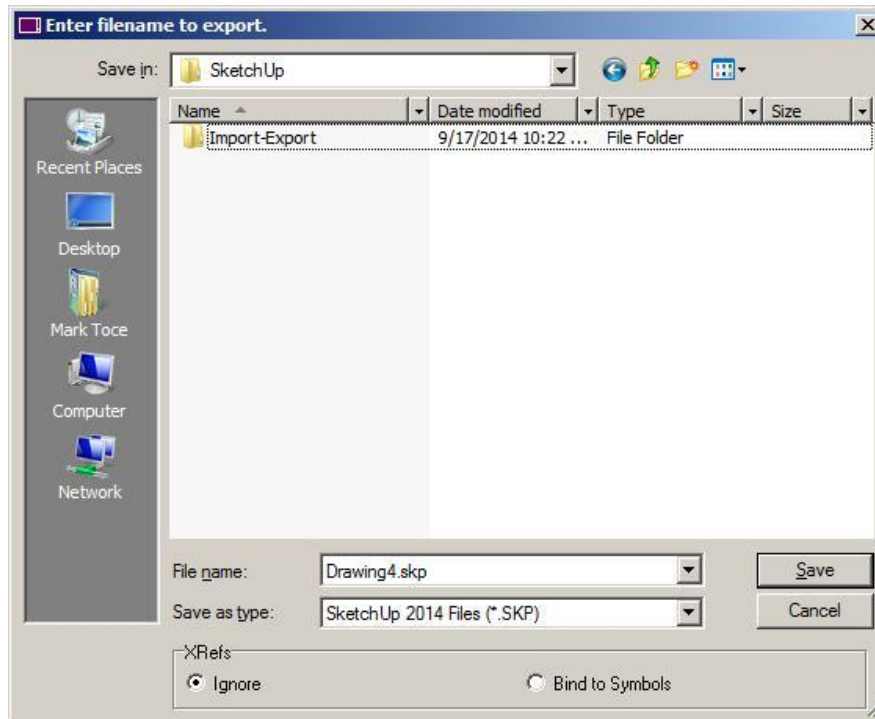 Enter filename to export.
Save in: SketchUp
Name Date modified Type Size
Import-Export 9/17/2014 10:22 ... File Folder
Recent Places
Desktop
Mark Toce
Computer
Network
File name: Drawing4.skp Save
Save as type: SketchUp 2014 Files (*.SKP) Cancel
XRefs
Ignore Bind to Symbols